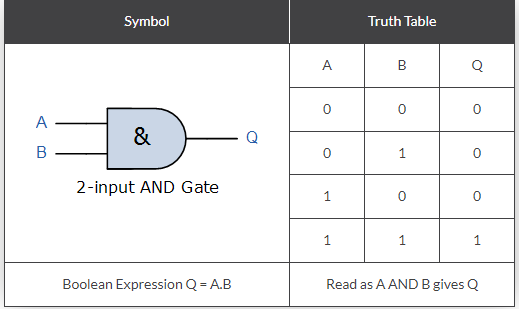 Symbol Truth Table
A B Q
0 0 0
A
& Q
B
0 1 0
2-input AND Gate
1 0 0
1 1 1
Boolean Expression Q = A.B Read as A AND B gives Q